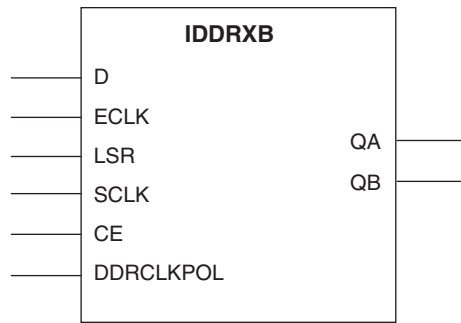 IDDRXB
D
ECLK
LSR
SCLK
CE
DDRCLKPOL
QA
QB